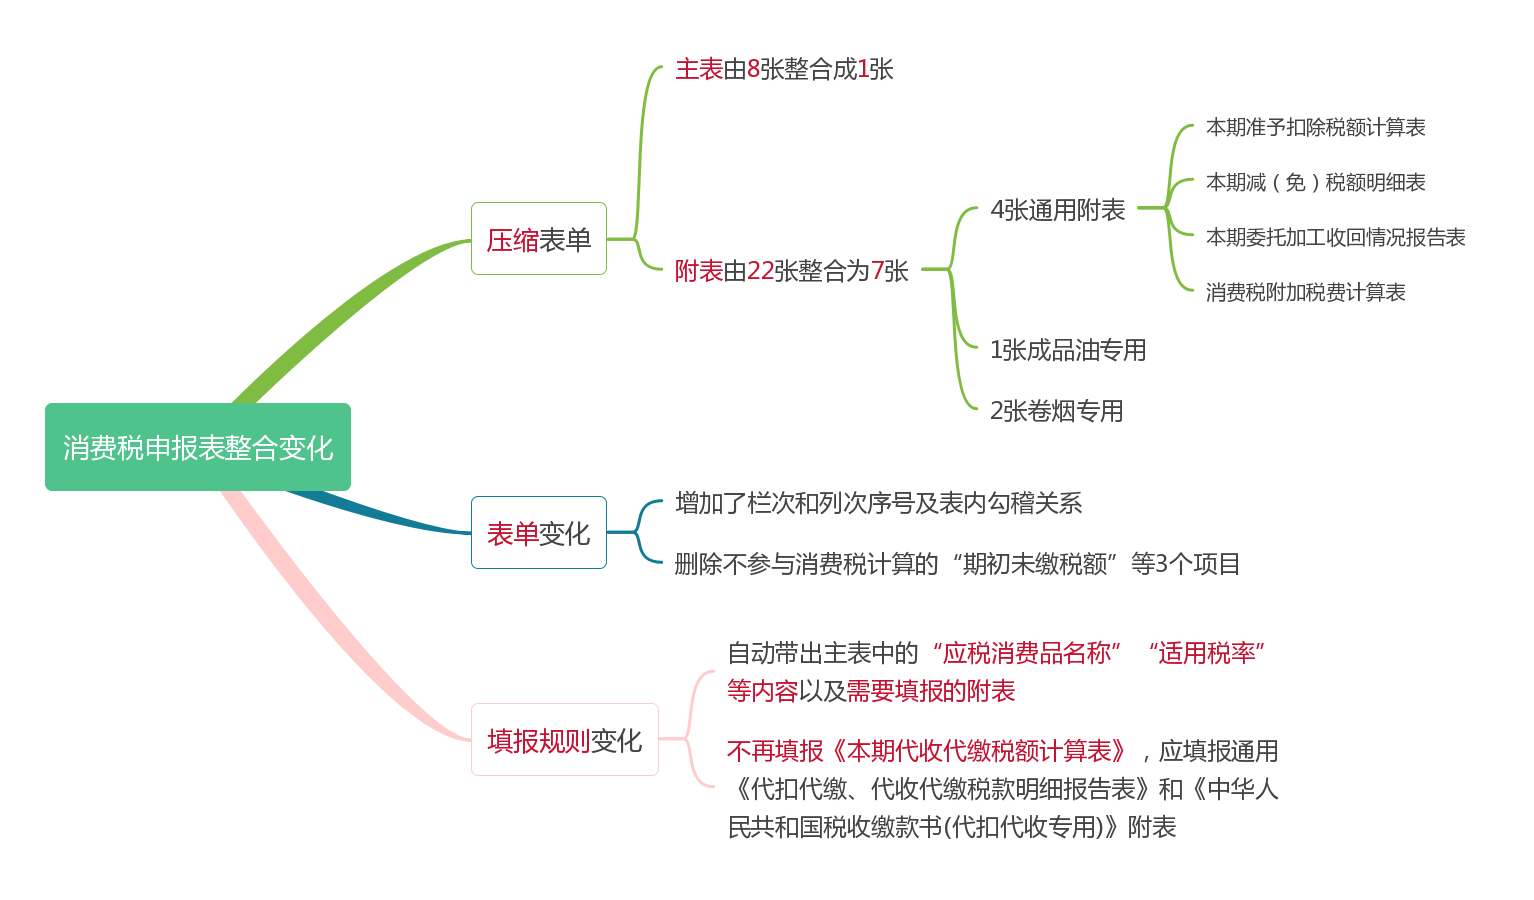 消费税申报表整合变化
压缩表单
主表由8张整合成1张
附表由22张整合为7张
4张通用附表
本期准予扣除税额计算表
本期减（免）税额明细表
本期委托加工收回情况报告表
消费税附加税费计算表
1张成品油专用
2张卷烟专用
表单变化
增加了栏次和列次序号及表内勾稽关系
删除不参与消费税计算的“期初未缴税额”等3个项目
填报规则变化
自动带出主表中的“应税消费品名称”“适用税率”
等内容以及需要填报的附表
不再填报《本期代收代缴税额计算表》，应填报通用
《代扣代缴、代收代缴税款明细报告表》和《中华人
民共和国税收缴款书(代扣代收专用)》附表